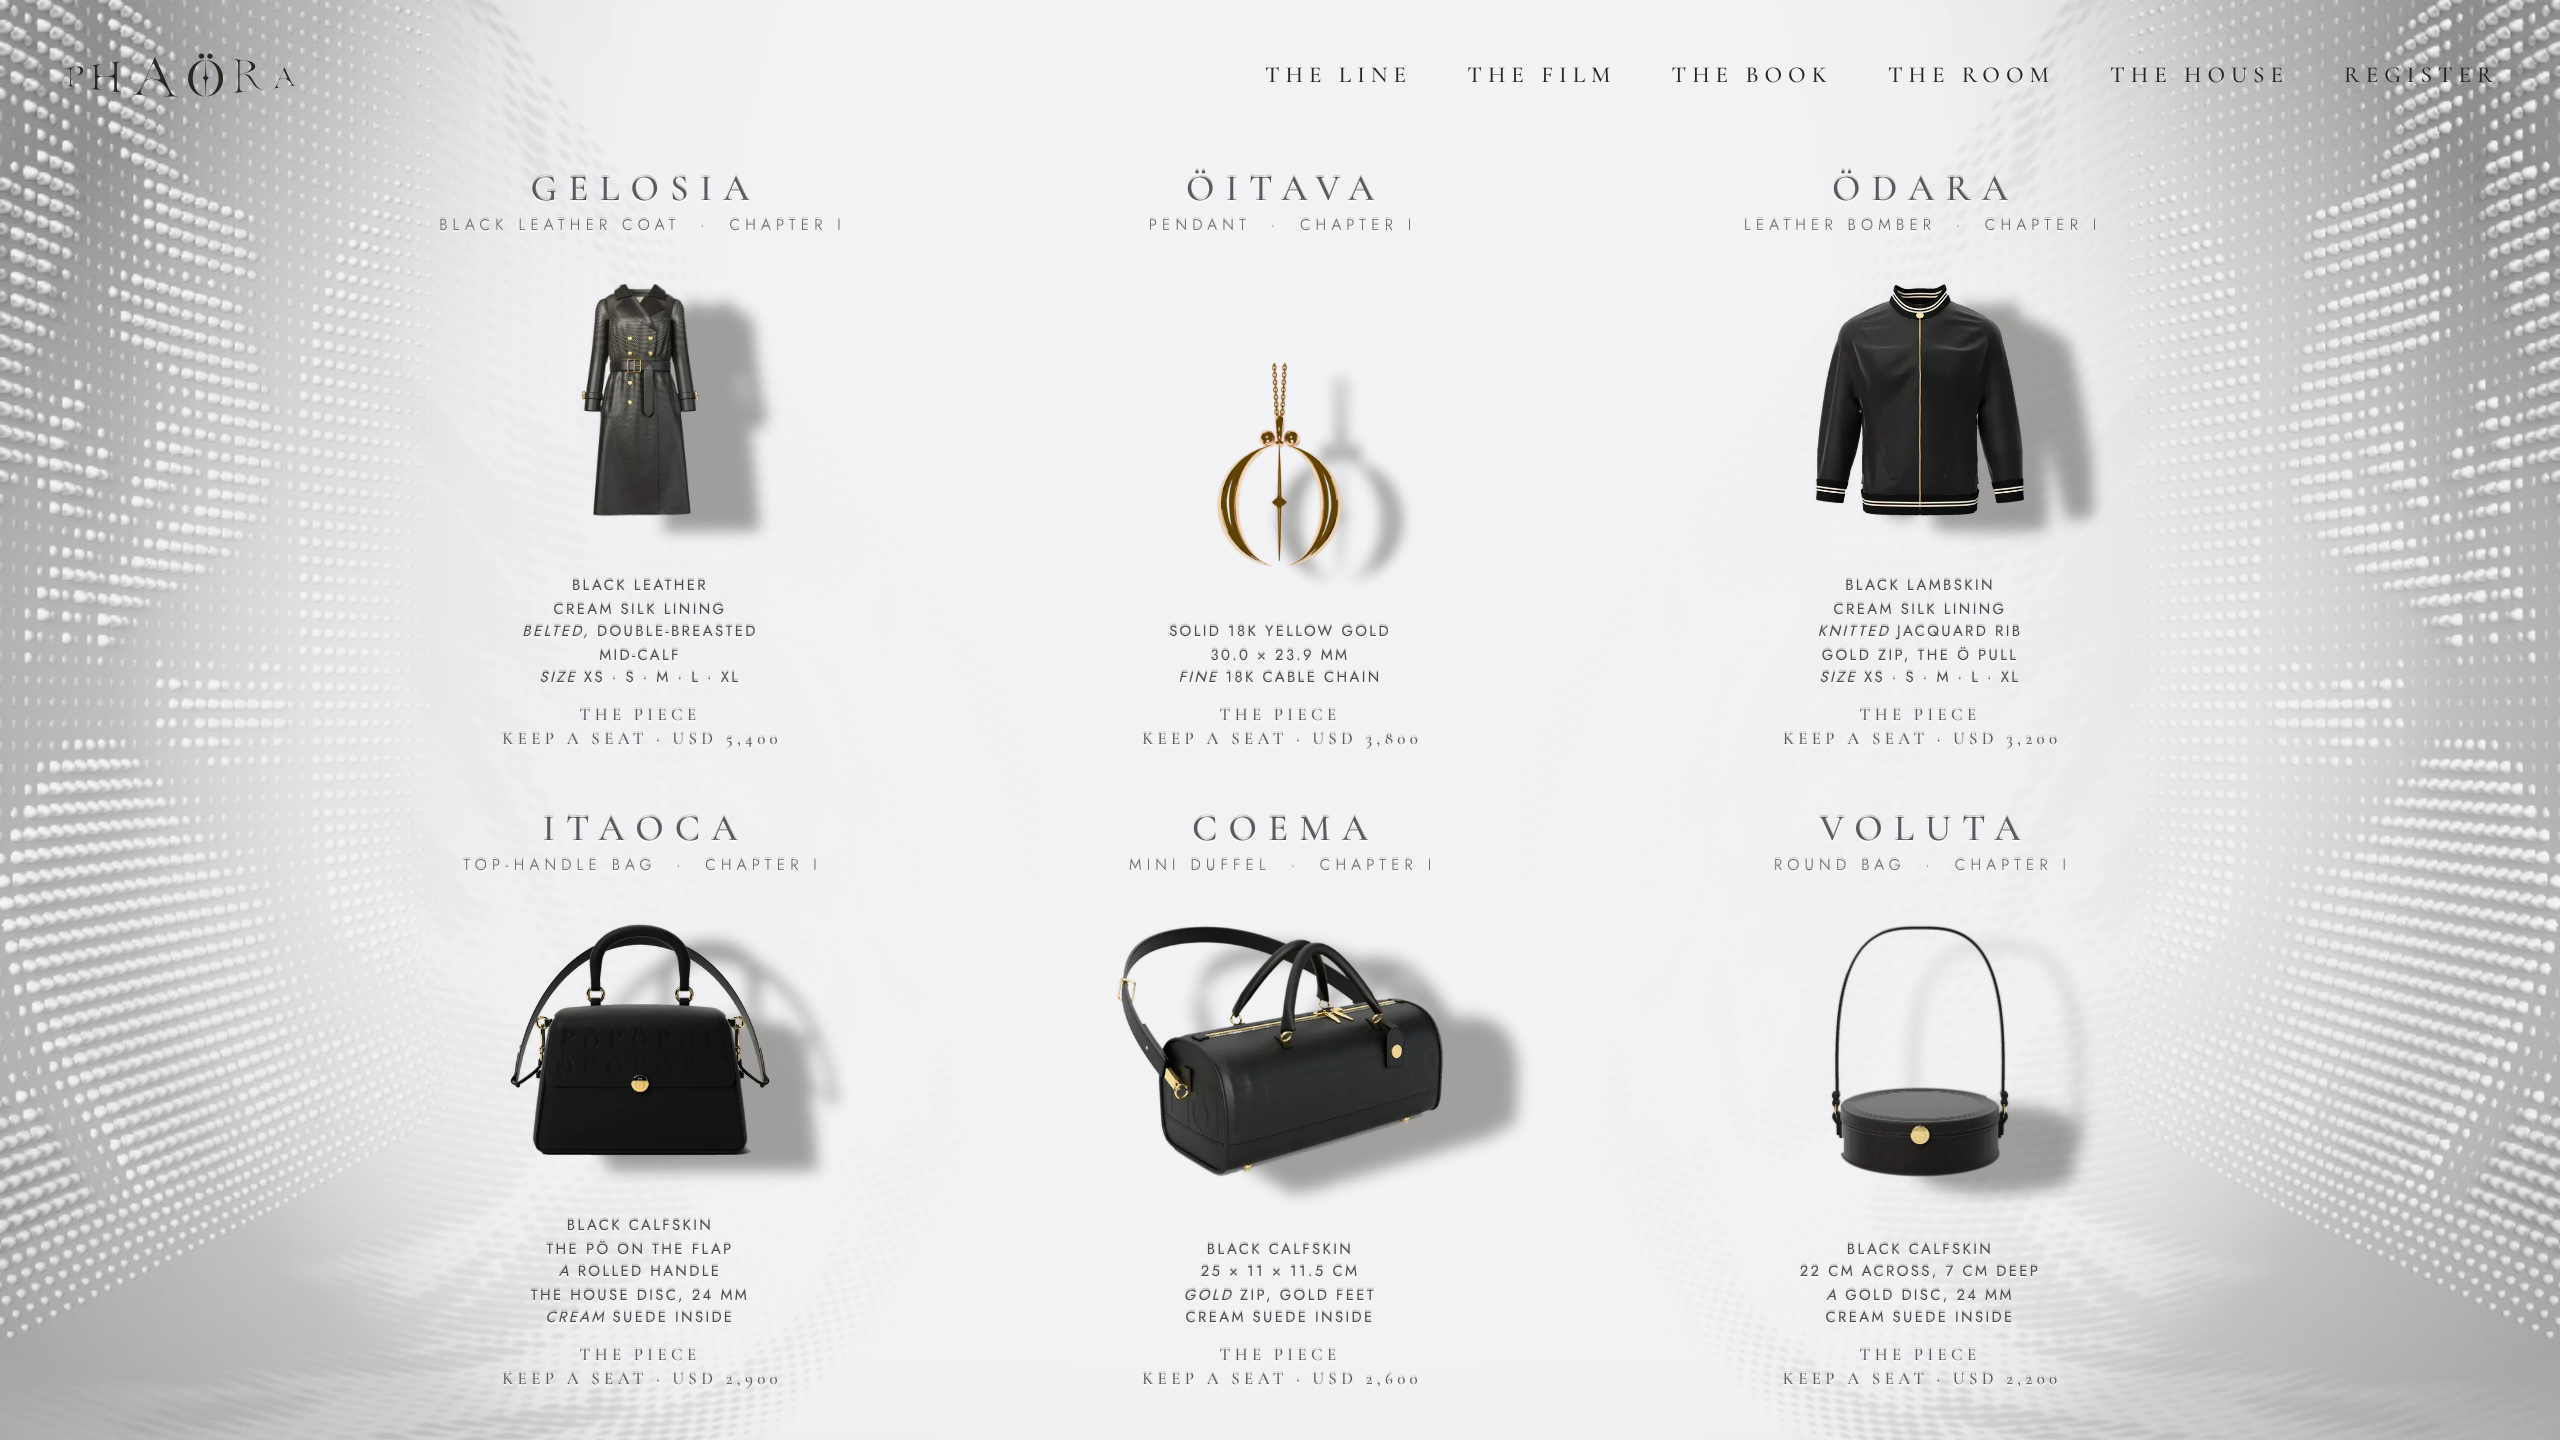 PHAÖRA
THE LINE THE FILM THE BOOK THE ROOM THE HOUSE REGISTER
GELOSIA
BLACK LEATHER COAT · CHAPTER I
BLACK LEATHER
CREAM SILK LINING
BELTED, DOUBLE-BREASTED
MID-CALF
SIZE XS · S · M · L · XL
THE PIECE
KEEP A SEAT · USD 5,400
ÖITAVA
PENDANT · CHAPTER I
SOLID 18K YELLOW GOLD
30.0 × 23.9 MM
FINE 18K CABLE CHAIN
THE PIECE
KEEP A SEAT · USD 3,800
ÖDARA
LEATHER BOMBER · CHAPTER I
BLACK LAMBSKIN
CREAM SILK LINING
KNITTED JACQUARD RIB
GOLD ZIP, THE Ö PULL
SIZE XS · S · M · L · XL
THE PIECE
KEEP A SEAT · USD 3,200
ITAOCA
TOP-HANDLE BAG · CHAPTER I
BLACK CALFSKIN
THE PÖ ON THE FLAP
A ROLLED HANDLE
THE HOUSE DISC, 24 MM
CREAM SUEDE INSIDE
THE PIECE
KEEP A SEAT · USD 2,900
COEMA
MINI DUFFEL · CHAPTER I
BLACK CALFSKIN
25 × 11 × 11.5 CM
GOLD ZIP, GOLD FEET
CREAM SUEDE INSIDE
THE PIECE
KEEP A SEAT · USD 2,600
VOLUTA
ROUND BAG · CHAPTER I
BLACK CALFSKIN
22 CM ACROSS, 7 CM DEEP
A GOLD DISC, 24 MM
CREAM SUEDE INSIDE
THE PIECE
KEEP A SEAT · USD 2,200